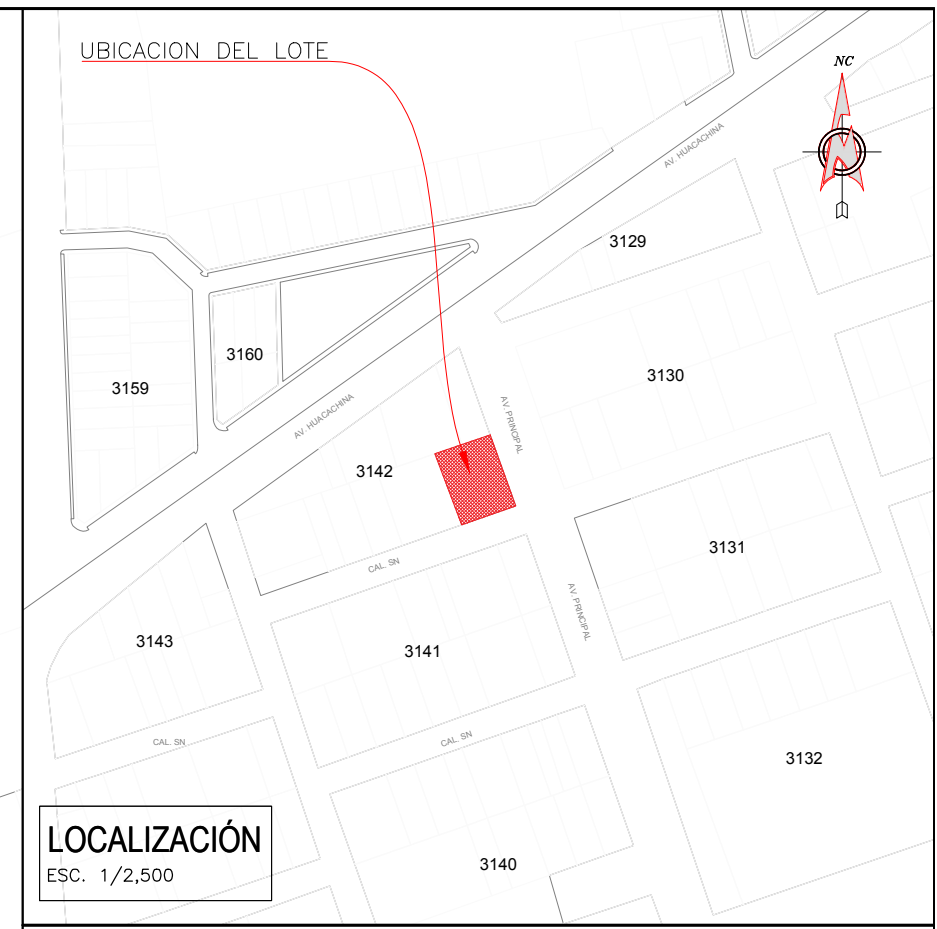 UBICACION DEL LOTE
NC
AV. HUACACHINA
3129
3160
3159
3130
AV. HUACACHINA
AV. PRINCIPAL
3142
3131
CAL. SN
AV. PRINCIPAL
3143
3141
CAL. SN
CAL. SN
3132
LOCALIZACIÓN
ESC. 1/2,500
3140